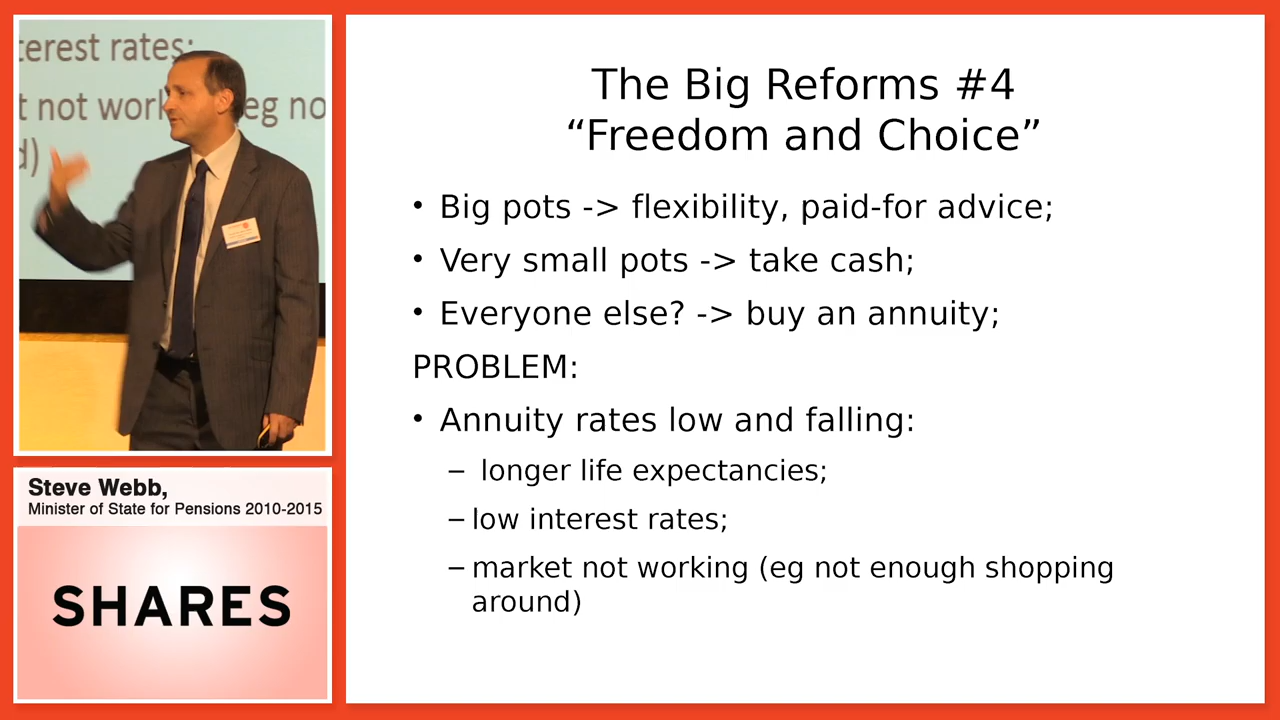 terest rates;
t not work eg no
d)
Steve Webb,
Minister of State for Pensions 2010-2015
SHARES
The Big Reforms #4
“Freedom and Choice”
• Big pots -> flexibility, paid-for advice;
• Very small pots -> take cash;
• Everyone else? -> buy an annuity;
PROBLEM:
• Annuity rates low and falling:
– longer life expectancies;
– low interest rates;
– market not working (eg not enough shopping
around)